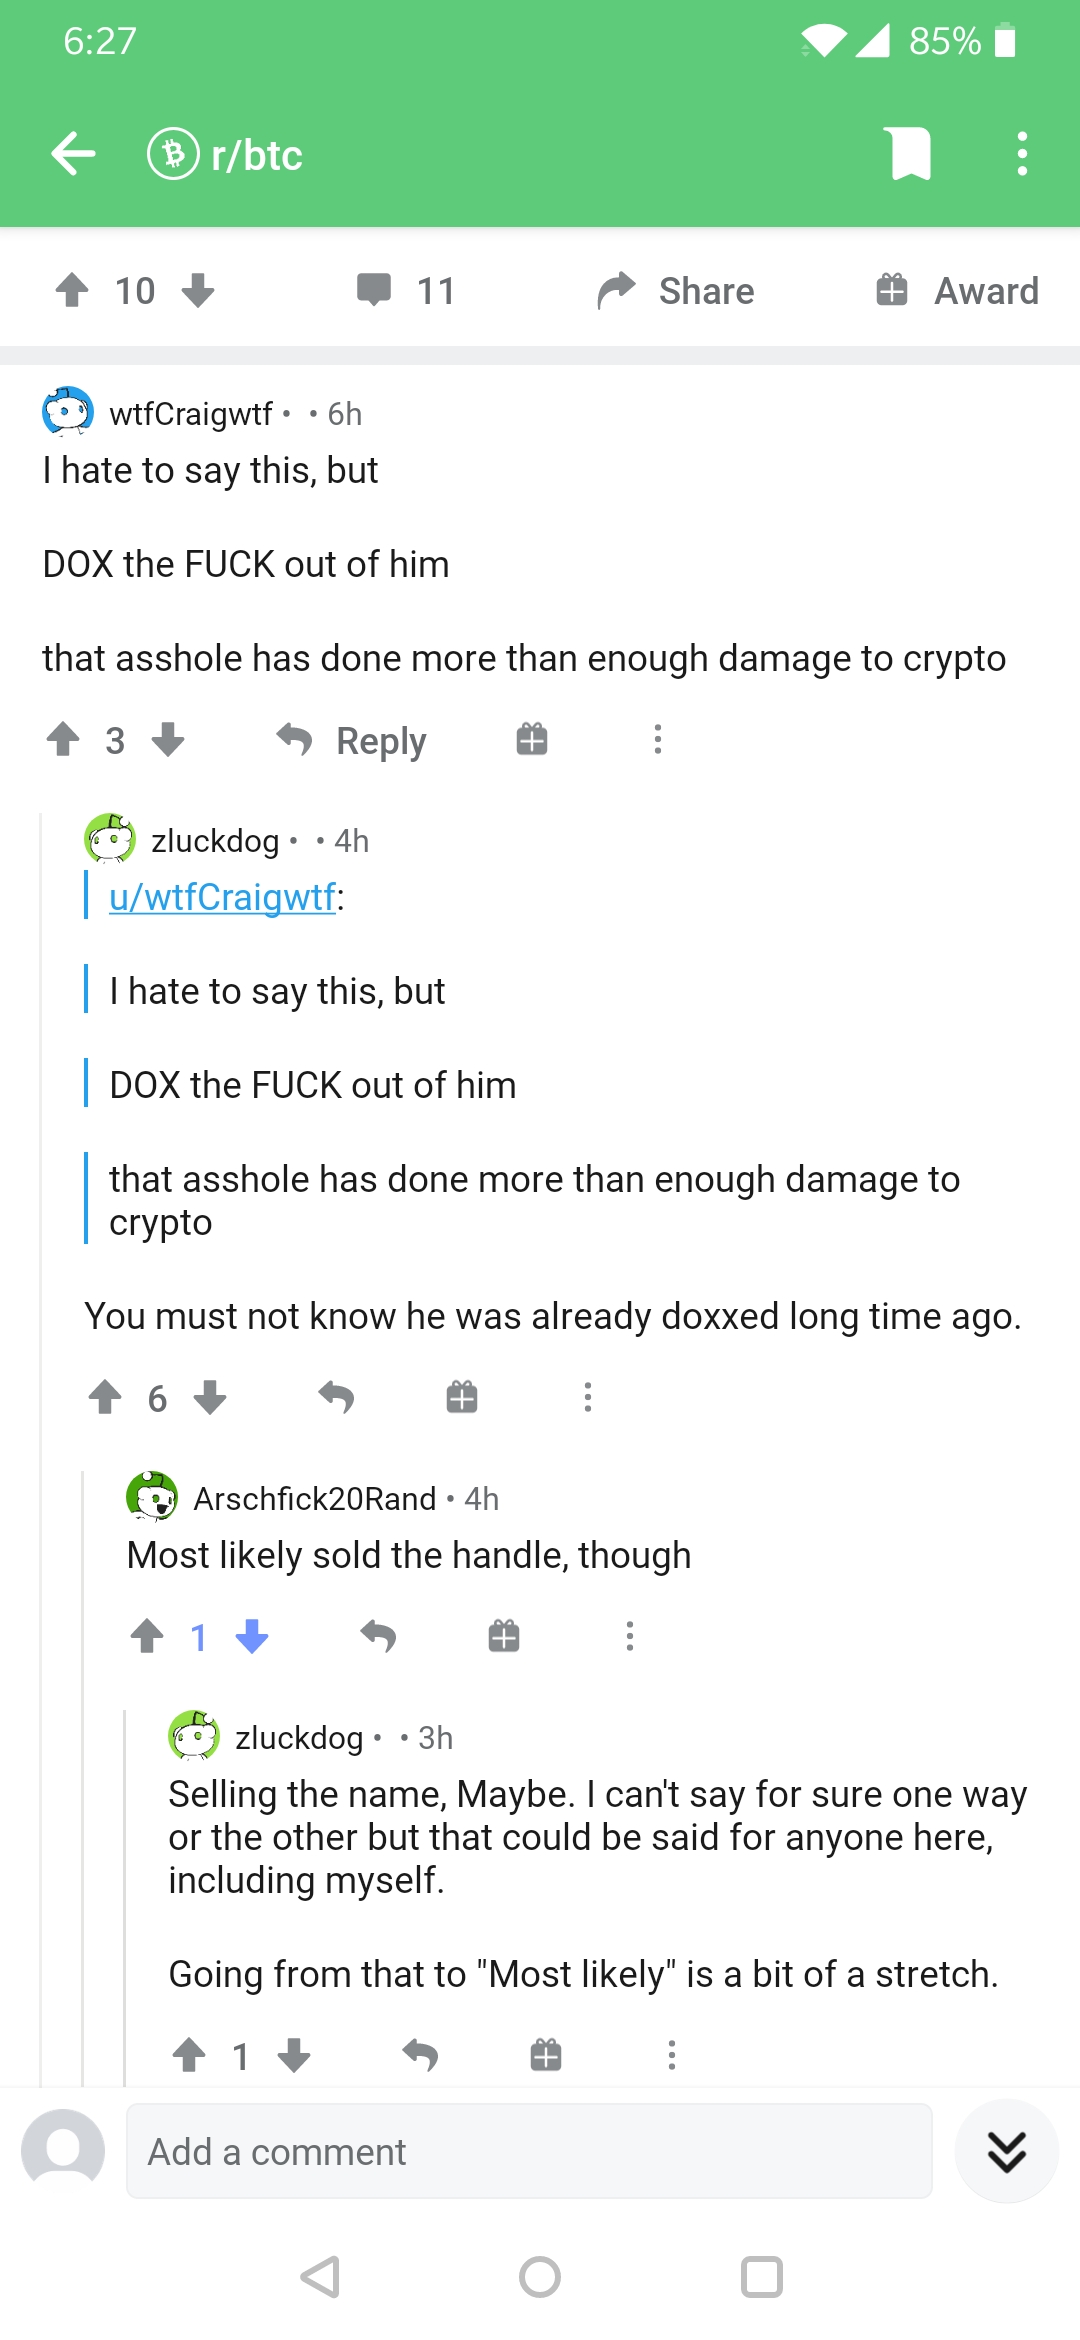 6:27
85%
r/btc
10
11
Share
Award
wtfCraigwtf • • 6h
I hate to say this, but
DOX the FUCK out of him
that asshole has done more than enough damage to crypto
3
Reply
zluckdog • • 4h
u/wtfCraigwtf:
I hate to say this, but
DOX the FUCK out of him
that asshole has done more than enough damage to
crypto
You must not know he was already doxxed long time ago.
6
Arschfick20Rand • 4h
Most likely sold the handle, though
1
zluckdog • • 3h
Selling the name, Maybe. I can't say for sure one way
or the other but that could be said for anyone here,
including myself.
Going from that to "Most likely" is a bit of a stretch.
1
Add a comment